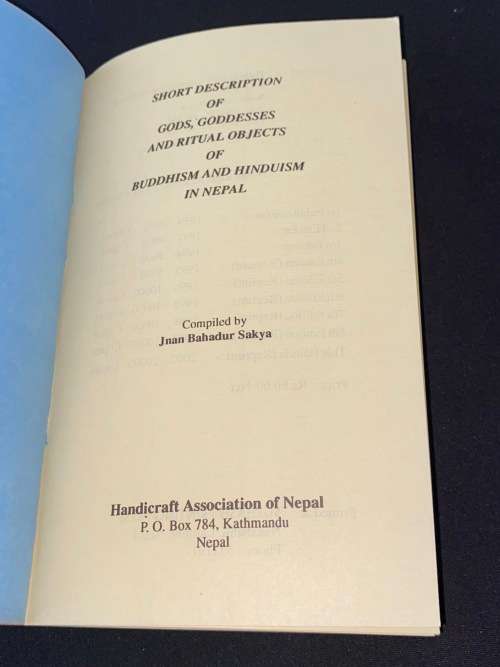 SHORT DESCRIPTION
OF
GODS, GODDESSES
AND RITUAL OBJECTS
OF
BUDDHISM AND HINDUISM
IN NEPAL
Compiled by
Jnan Bahadur Sakya
Handicraft Association of Nepal
P. O. Box 784, Kathmandu
Nepal